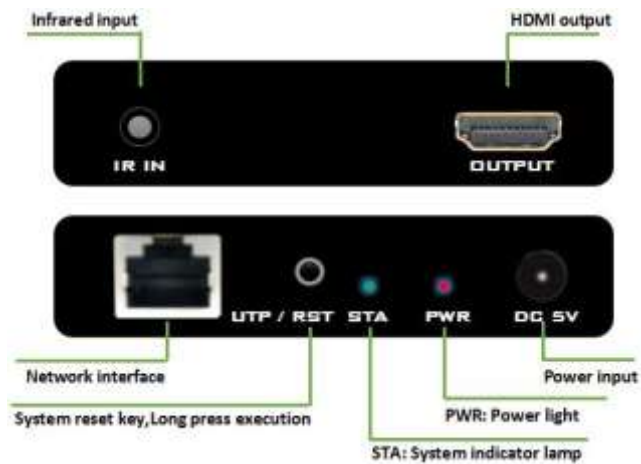 Infrared input
HDMI output
IR IN
OUTPUT
UTP / RST
STA
PWR
DC 5V
Network interface
Power input
System reset key,Long press execution
PWR: Power light
STA: System indicator lamp